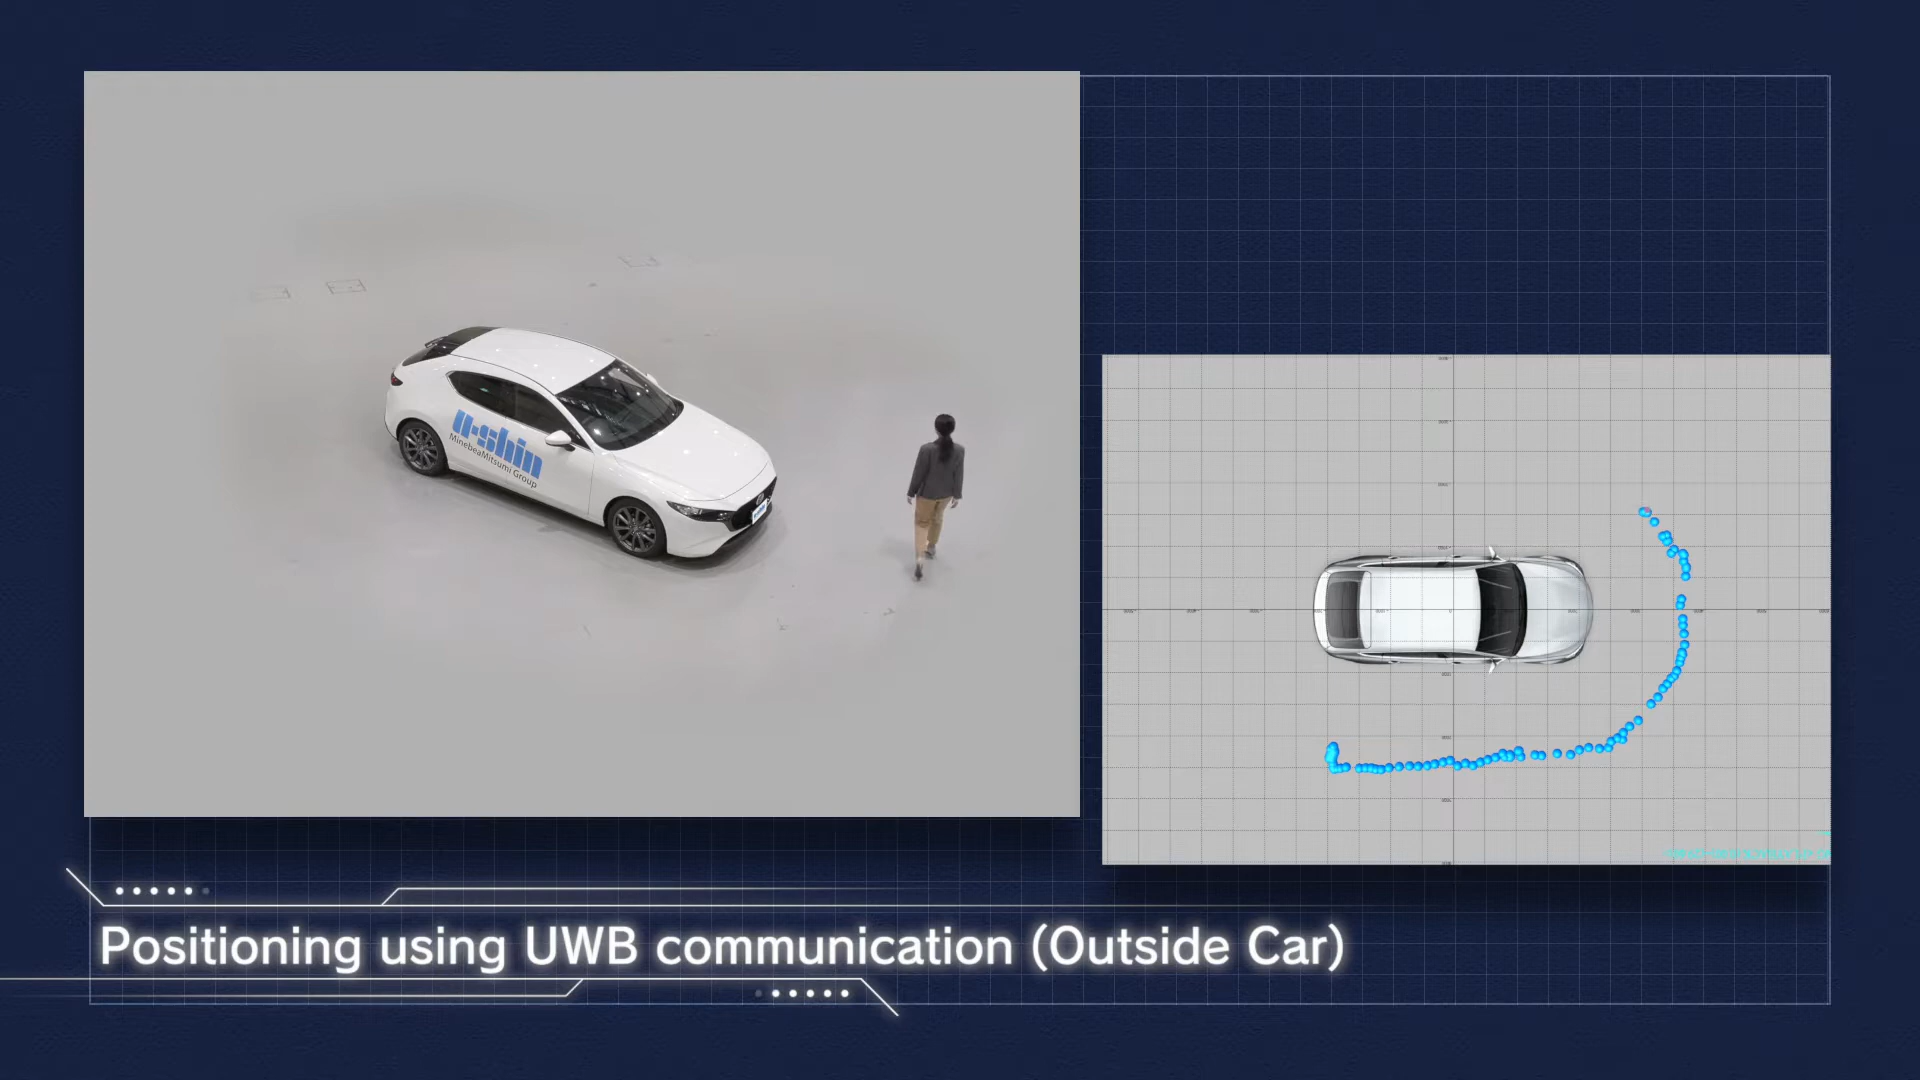 U-shin
MinebeaMitsumi Group
Positioning using UWB communication (Outside Car)